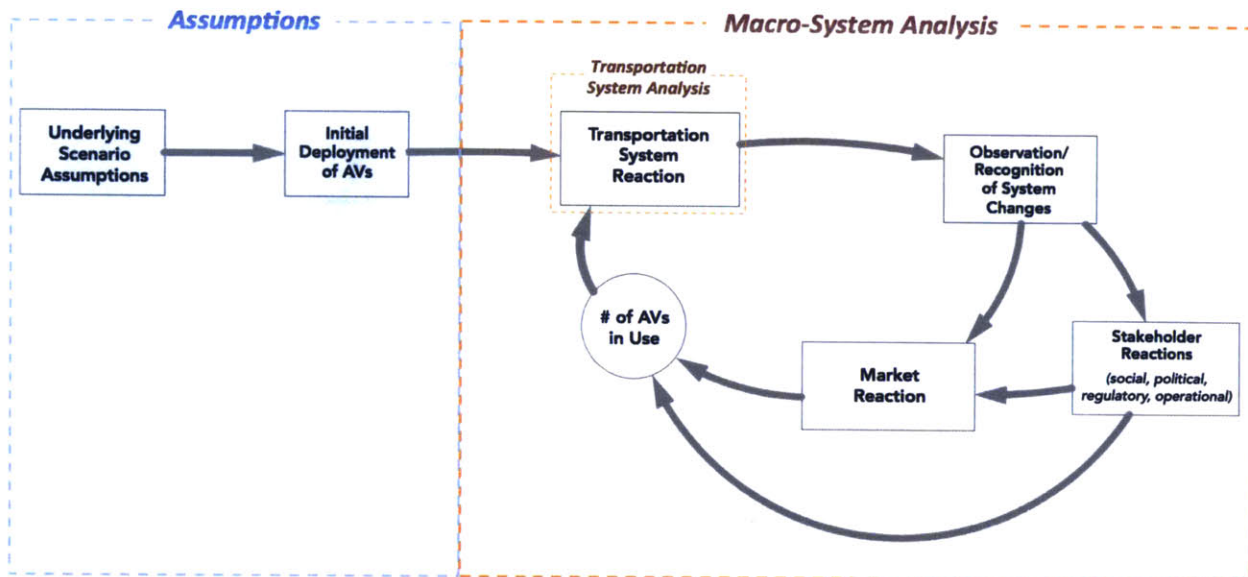 Assumptions
Macro-System Analysis
Transportation
System Analysis
Underlying
Scenario
Assumptions
Initial
Deployment
of AVs
Transportation
System
Reaction
Observation/
Recognition
of System
Changes
# of AVs
in Use
Market
Reaction
Stakeholder
Reactions
(social, political,
regulatory, operational)